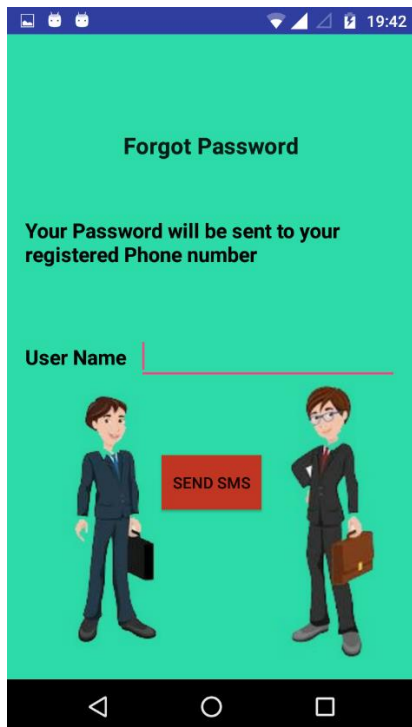 19:42
Forgot Password
Your Password will be sent to your
registered Phone number
User Name
SEND SMS